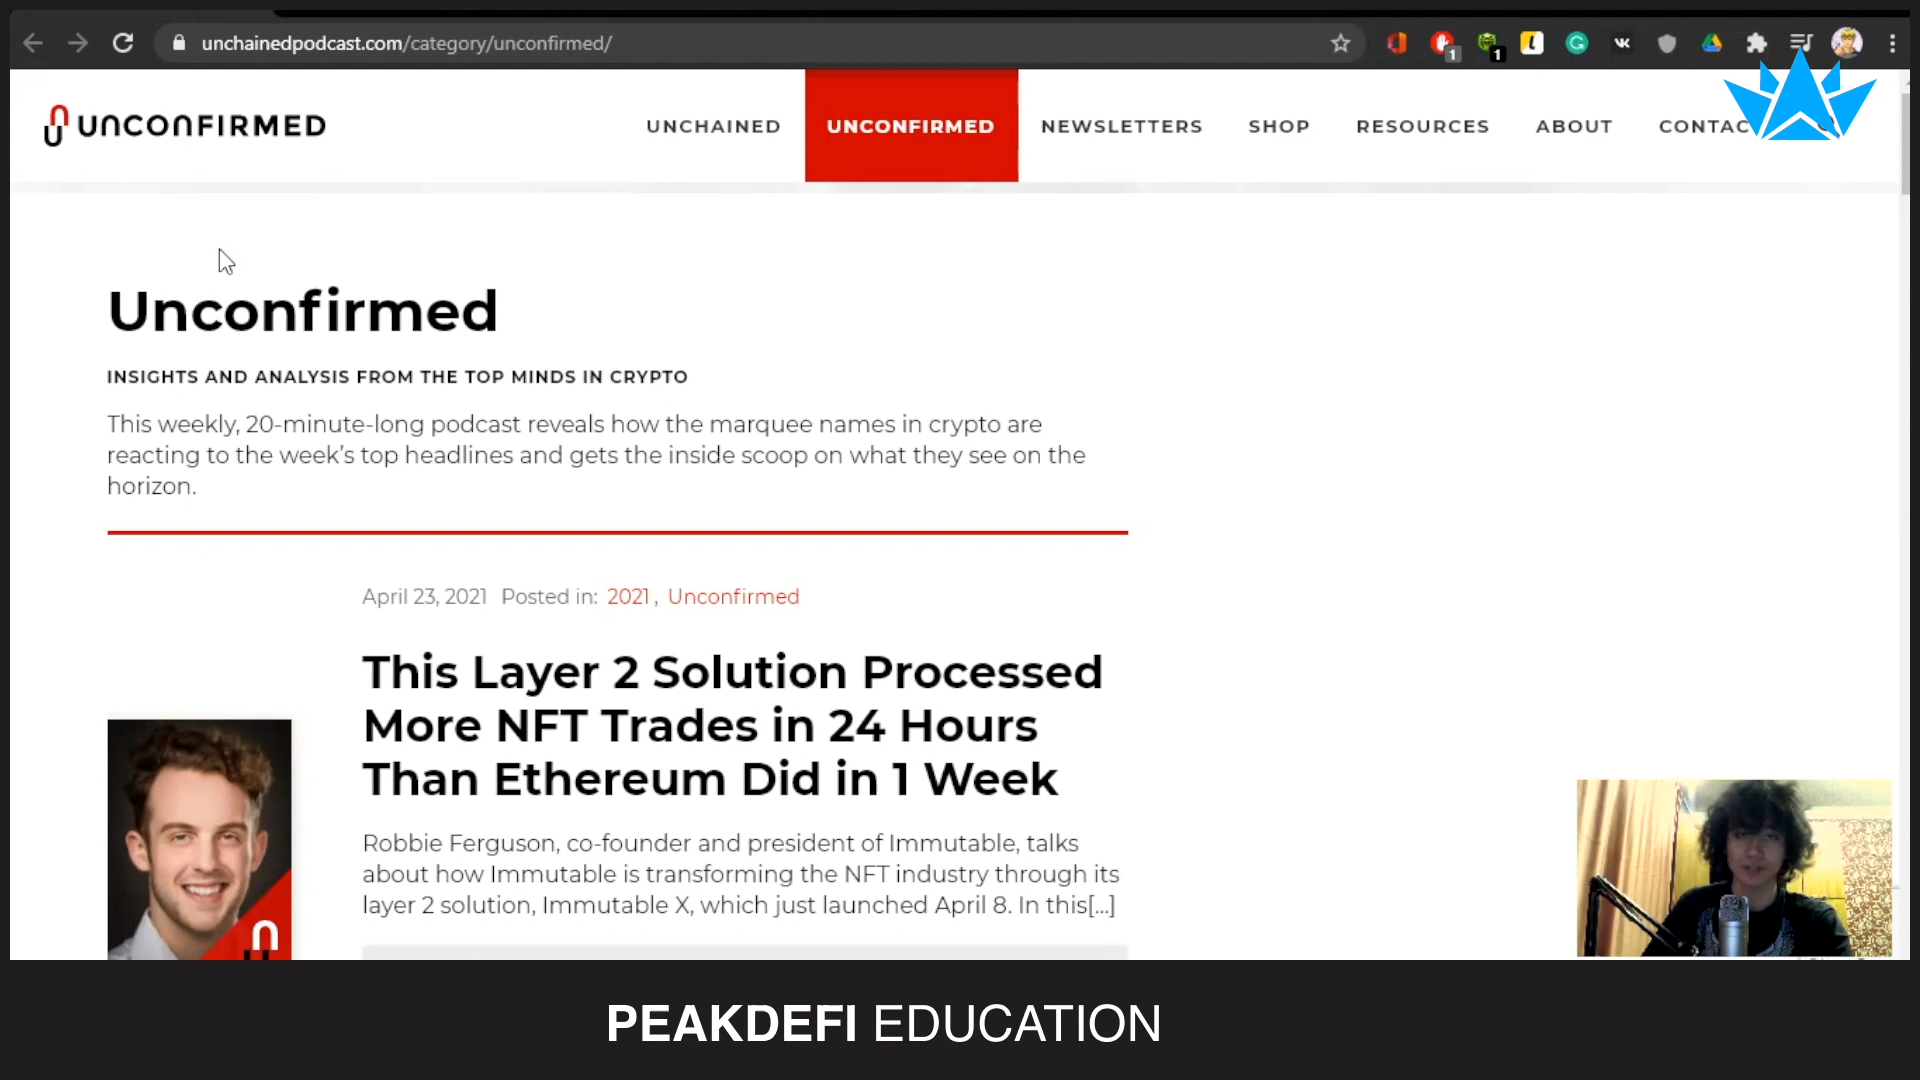 unchainedpodcast.com/category/unconfirmed/
1
1
UNCONFIRMED
UNCHAINED
UNCONFIRMED
NEWSLETTERS
SHOP
RESOURCES
ABOUT
CONTAC
Unconfirmed
INSIGHTS AND ANALYSIS FROM THE TOP MINDS IN CRYPTO
This weekly, 20-minute-long podcast reveals how the marquee names in crypto are
reacting to the week’s top headlines and gets the inside scoop on what they see on the
horizon.
April 23, 2021 Posted in: 2021, Unconfirmed
This Layer 2 Solution Processed
More NFT Trades in 24 Hours
Than Ethereum Did in 1 Week
Robbie Ferguson, co-founder and president of Immutable, talks
about how Immutable is transforming the NFT industry through its
layer 2 solution, Immutable X, which just launched April 8. In this[...]
PEAKDEFI EDUCATION